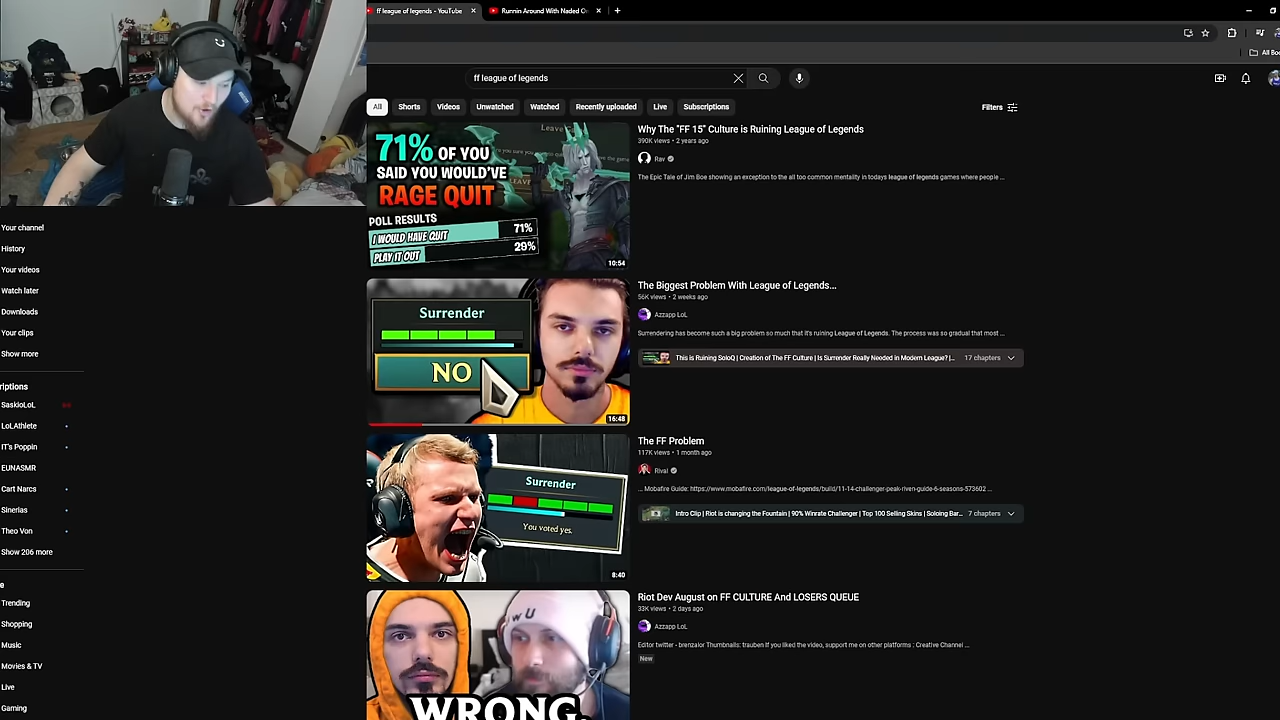 ff league of legends - YouTube
Runnin Around With Naded O
All Boo
ff league of legends
All
Shorts
Videos
Unwatched
Watched
Recently uploaded
Live
Subscriptions
Filters
71% OF YOU
SAID YOU WOULD'VE
RAGE QUIT
POLL RESULTS
I WOULD HAVE QUIT 71%
PLAY IT OUT 29%
10:54
Why The "FF 15" Culture is Ruining League of Legends
390K views • 2 years ago
Rav
The Epic Tale of Jim Boe showing an exception to the all too common mentality in todays league of legends games where people ...
Your channel
History
Your videos
Watch later
Downloads
Your clips
Show more
riptions
SaskioLoL
LoLAthlete
IT's Poppin
EUNASMR
Cart Narcs
Sinerias
Theo Von
Show 206 more
e
Trending
Shopping
Music
Movies & TV
Live
Gaming
Surrender
NO
16:48
The Biggest Problem With League of Legends...
56K views • 2 weeks ago
Azzapp LoL
Surrendering has become such a big problem so much that it's ruining League of Legends. The process was so gradual that most ...
This is Ruining SoloQ | Creation of The FF Culture | Is Surrender Really Needed in Modern League? |...
17 chapters
Surrender
You voted yes.
8:40
The FF Problem
117K views • 1 month ago
Rival
... Mobafire Guide: https://www.mobafire.com/league-of-legends/build/11-14-challenger-peak-riven-guide-6-seasons-573602 ...
Intro Clip | Riot is changing the Fountain | 90% Winrate Challenger | Top 100 Selling Skins | Soloing Bar...
7 chapters
WRONG.
Riot Dev August on FF CULTURE And LOSERS QUEUE
33K views • 2 days ago
Azzapp LoL
Editor twitter - brenzalor Thumbnails: trauben If you liked the video, support me on other platforms : Creative Channel ...
New